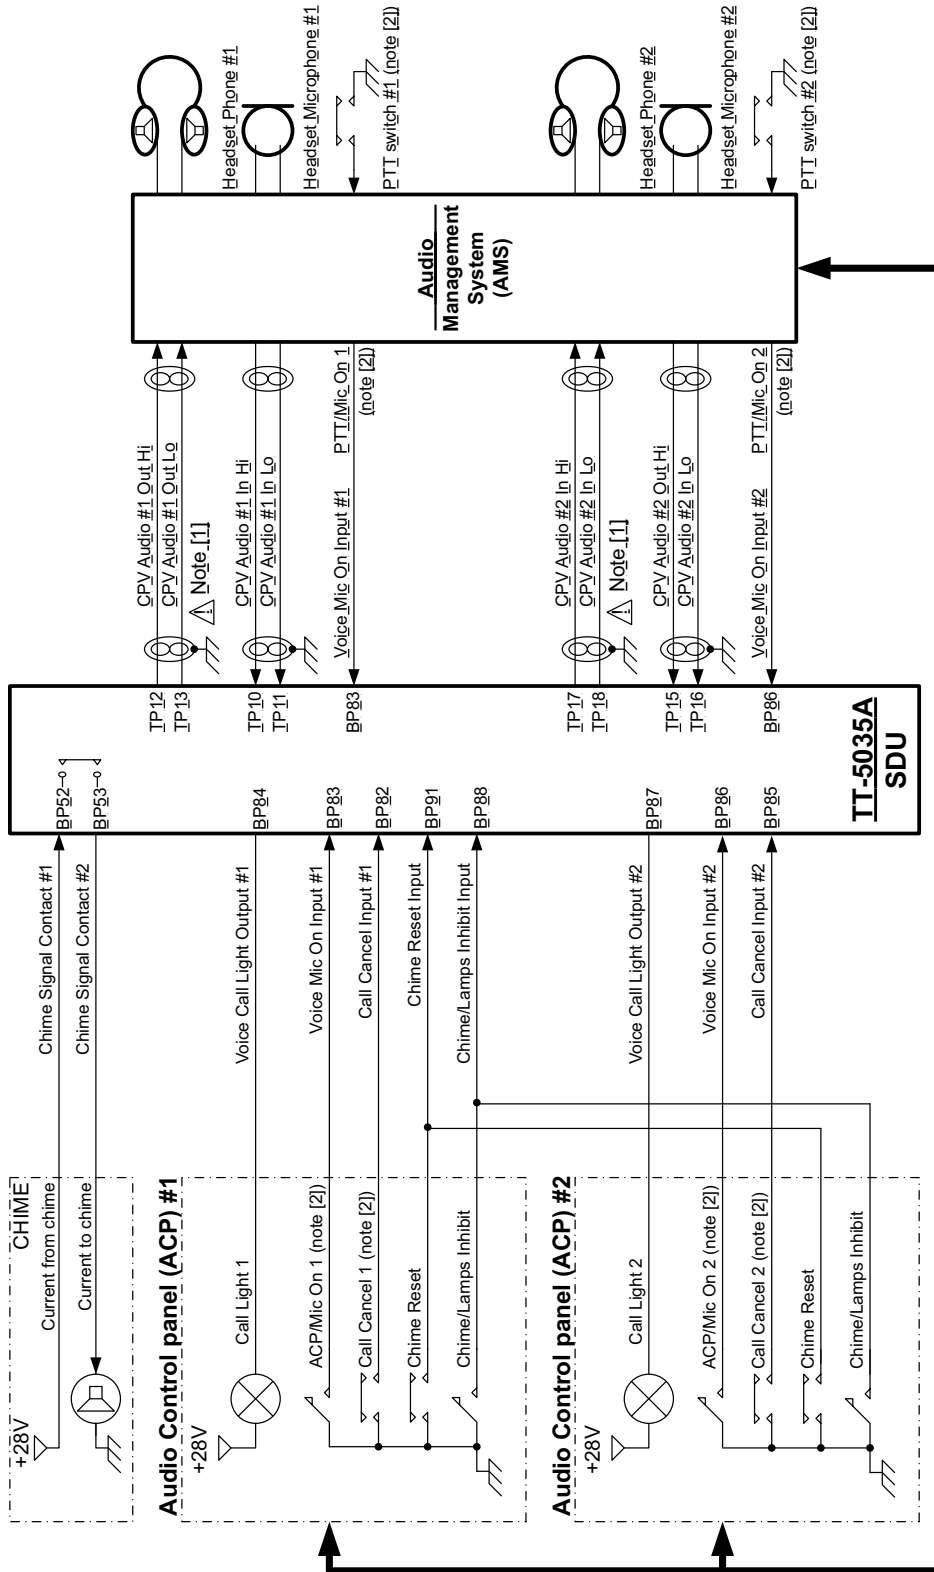 CHIME
+28V
Current from chime
Current to chime
Chime Signal Contact #1
Chime Signal Contact #2
BP52
BP53
Audio Control panel (ACP) #1
+28V
Call Light 1
ACP/Mic On 1 (note [2])
Call Cancel 1 (note [2])
Chime Reset
Chime/Lamps Inhibit
Voice Call Light Output #1
Voice Mic On Input #1
Call Cancel Input #1
Chime Reset Input
Chime/Lamps Inhibit Input
BP84
BP83
BP82
BP91
BP88
Audio Control panel (ACP) #2
+28V
Call Light 2
ACP/Mic On 2 (note [2])
Call Cancel 2 (note [2])
Chime Reset
Chime/Lamps Inhibit
Voice Call Light Output #2
Voice Mic On Input #2
Call Cancel Input #2
BP87
BP86
BP85
TT-5035A
SDU
TP12
TP13
TP10
TP11
BP83
TP17
TP18
TP15
TP16
BP86
CPV Audio #1 Out Hi
CPV Audio #1 Out Lo
Note [1]
CPV Audio #1 In Hi
CPV Audio #1 In Lo
Voice Mic On Input #1
PTT/Mic On 1
(note [2])
CPV Audio #2 In Hi
CPV Audio #2 In Lo
Note [1]
CPV Audio #2 Out Hi
CPV Audio #2 In Lo
Voice Mic On Input #2
PTT/Mic On 2
(note [2])
Audio
Management
System
(AMS)
Headset Phone #1
Headset Microphone #1
PTT switch #1 (note [2])
Headset Phone #2
Headset Microphone #2
PTT switch #2 (note [2])